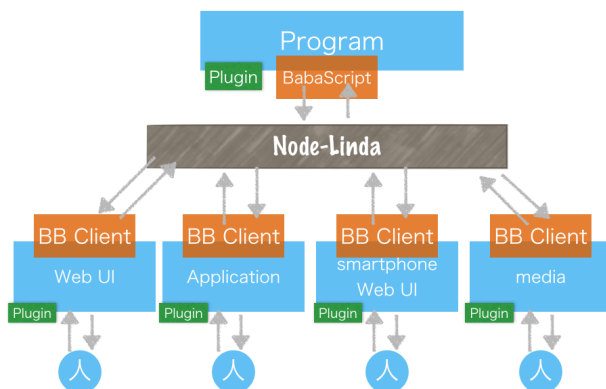 Program
Plugin
BabaScript
Node-Linda
BB Client
BB Client
BB Client
BB Client
Web UI
Application
smartphone
Web UI
media
Plugin
Plugin
Plugin
Plugin
人
人
人
人